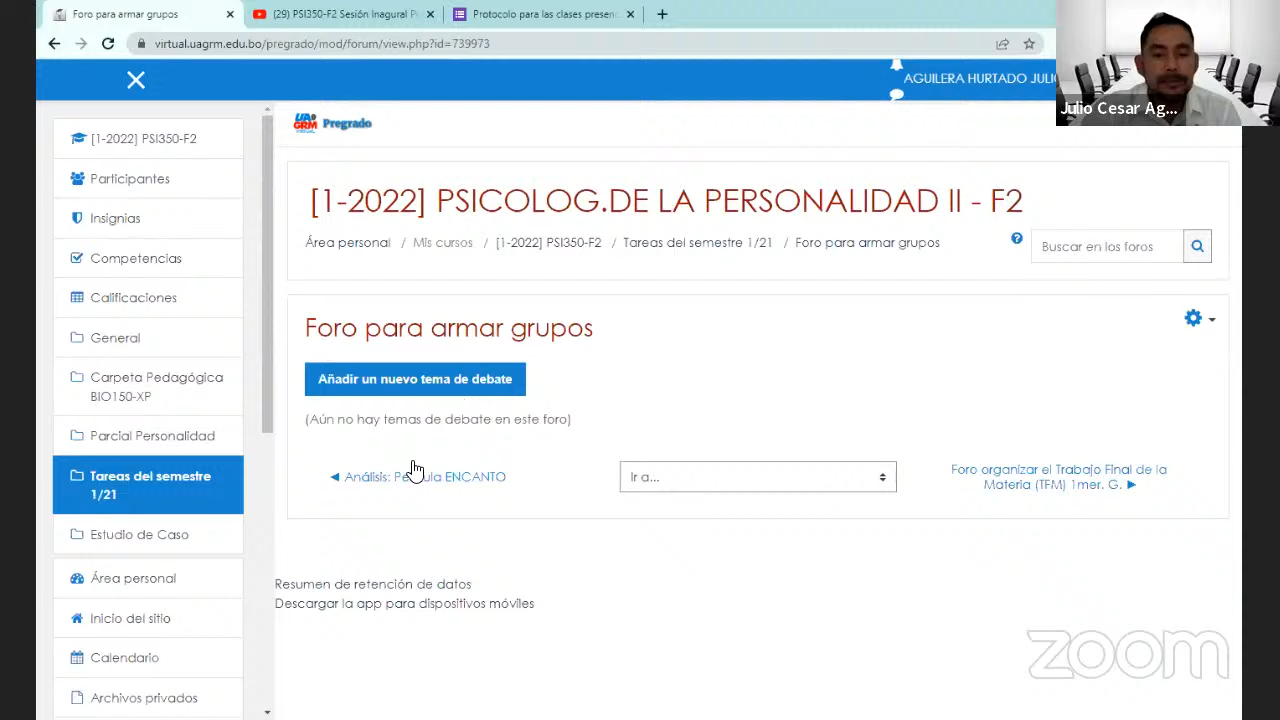 Foro para armar grupos
(29) PSI350-F2 Sesión Inagural P
Protocolo para las clases presenc
virtual.uagrm.edu.bo/pregrado/mod/forum/view.php?id=739973
AGUILERA HURTADO JULI
Julio Cesar Ag...
[1-2022] PSI350-F2
Participantes
Insignias
Competencias
Calificaciones
General
Carpeta Pedagógica
BIO150-XP
Parcial Personalidad
Tareas del semestre
1/21
Estudio de Caso
Área personal
Inicio del sitio
Calendario
Archivos privados
UAGRM Pregrado
[1-2022] PSICOLOG.DE LA PERSONALIDAD II - F2
Área personal / Mis cursos / [1-2022] PSI350-F2 / Tareas del semestre 1/21 / Foro para armar grupos
Buscar en los foros
Foro para armar grupos
Añadir un nuevo tema de debate
(Aún no hay temas de debate en este foro)
◀ Análisis: Película ENCANTO
Ir a...
Foro organizar el Trabajo Final de la
Materia (TFM) 1mer. G. ▶
Resumen de retención de datos
Descargar la app para dispositivos móviles
zoom